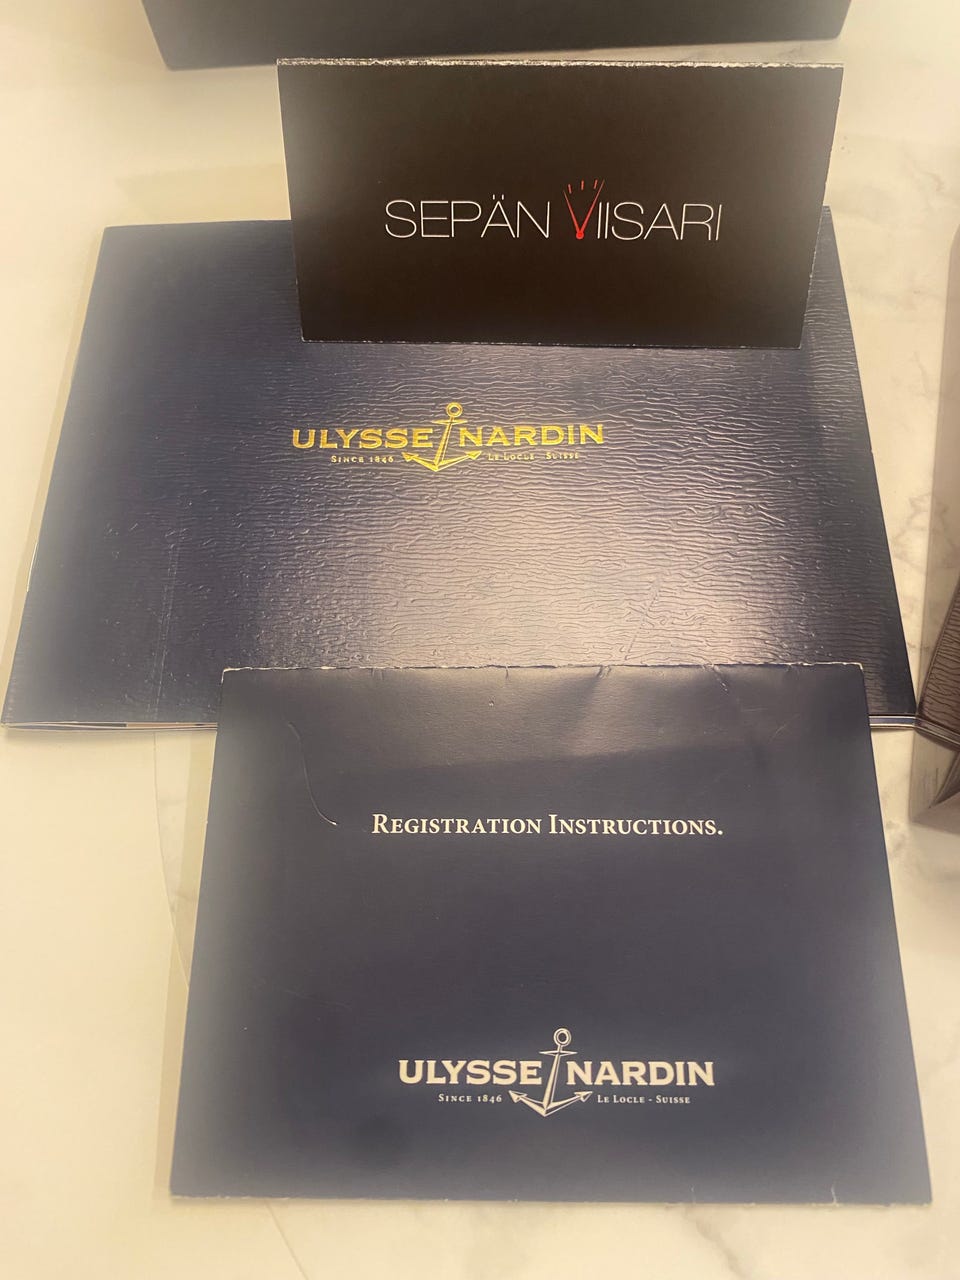 SEPÄN VIISARI
ULYSSE NARDIN
SINCE 1846 LE LOCLE - SUISSE
REGISTRATION INSTRUCTIONS.
ULYSSE NARDIN
SINCE 1846 LE LOCLE - SUISSE